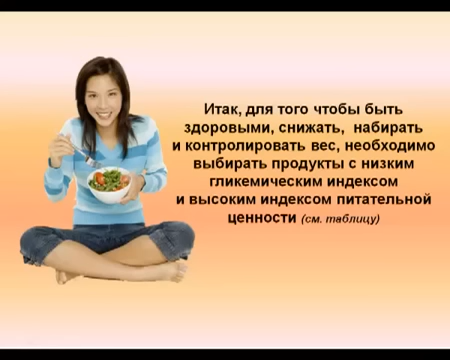 Итак, для того чтобы быть
здоровыми, снижать, набирать
и контролировать вес, необходимо
выбирать продукты с низким
гликемическим индексом
и высоким индексом питательной
ценности (см. таблицу)